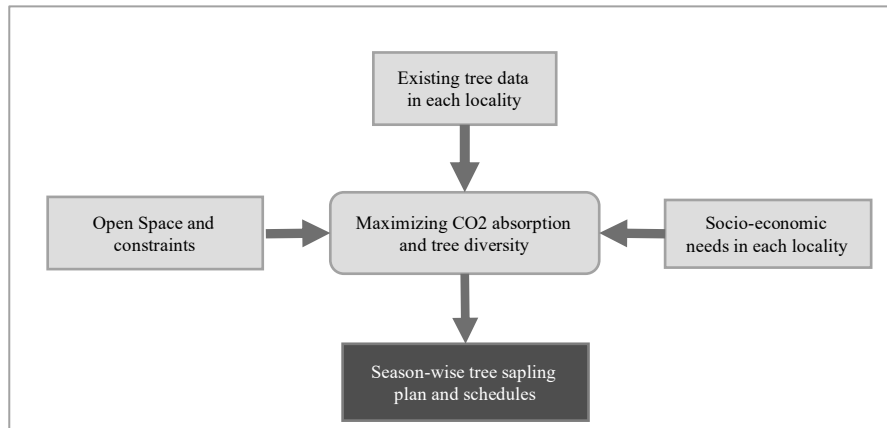 Existing tree data
in each locality
Open Space and
constraints
Maximizing CO2 absorption
and tree diversity
Socio-economic
needs in each locality
Season-wise tree sapling
plan and schedules